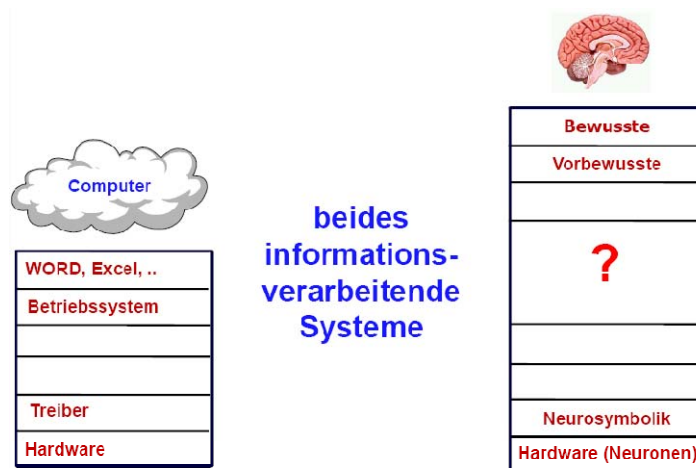 Computer
WORD, Excel, ..
Betriebssystem
Treiber
Hardware
beides
informations-
verarbeitende
Systeme
Bewusste
Vorbewusste
?
Neurosymbolik
Hardware (Neuronen)